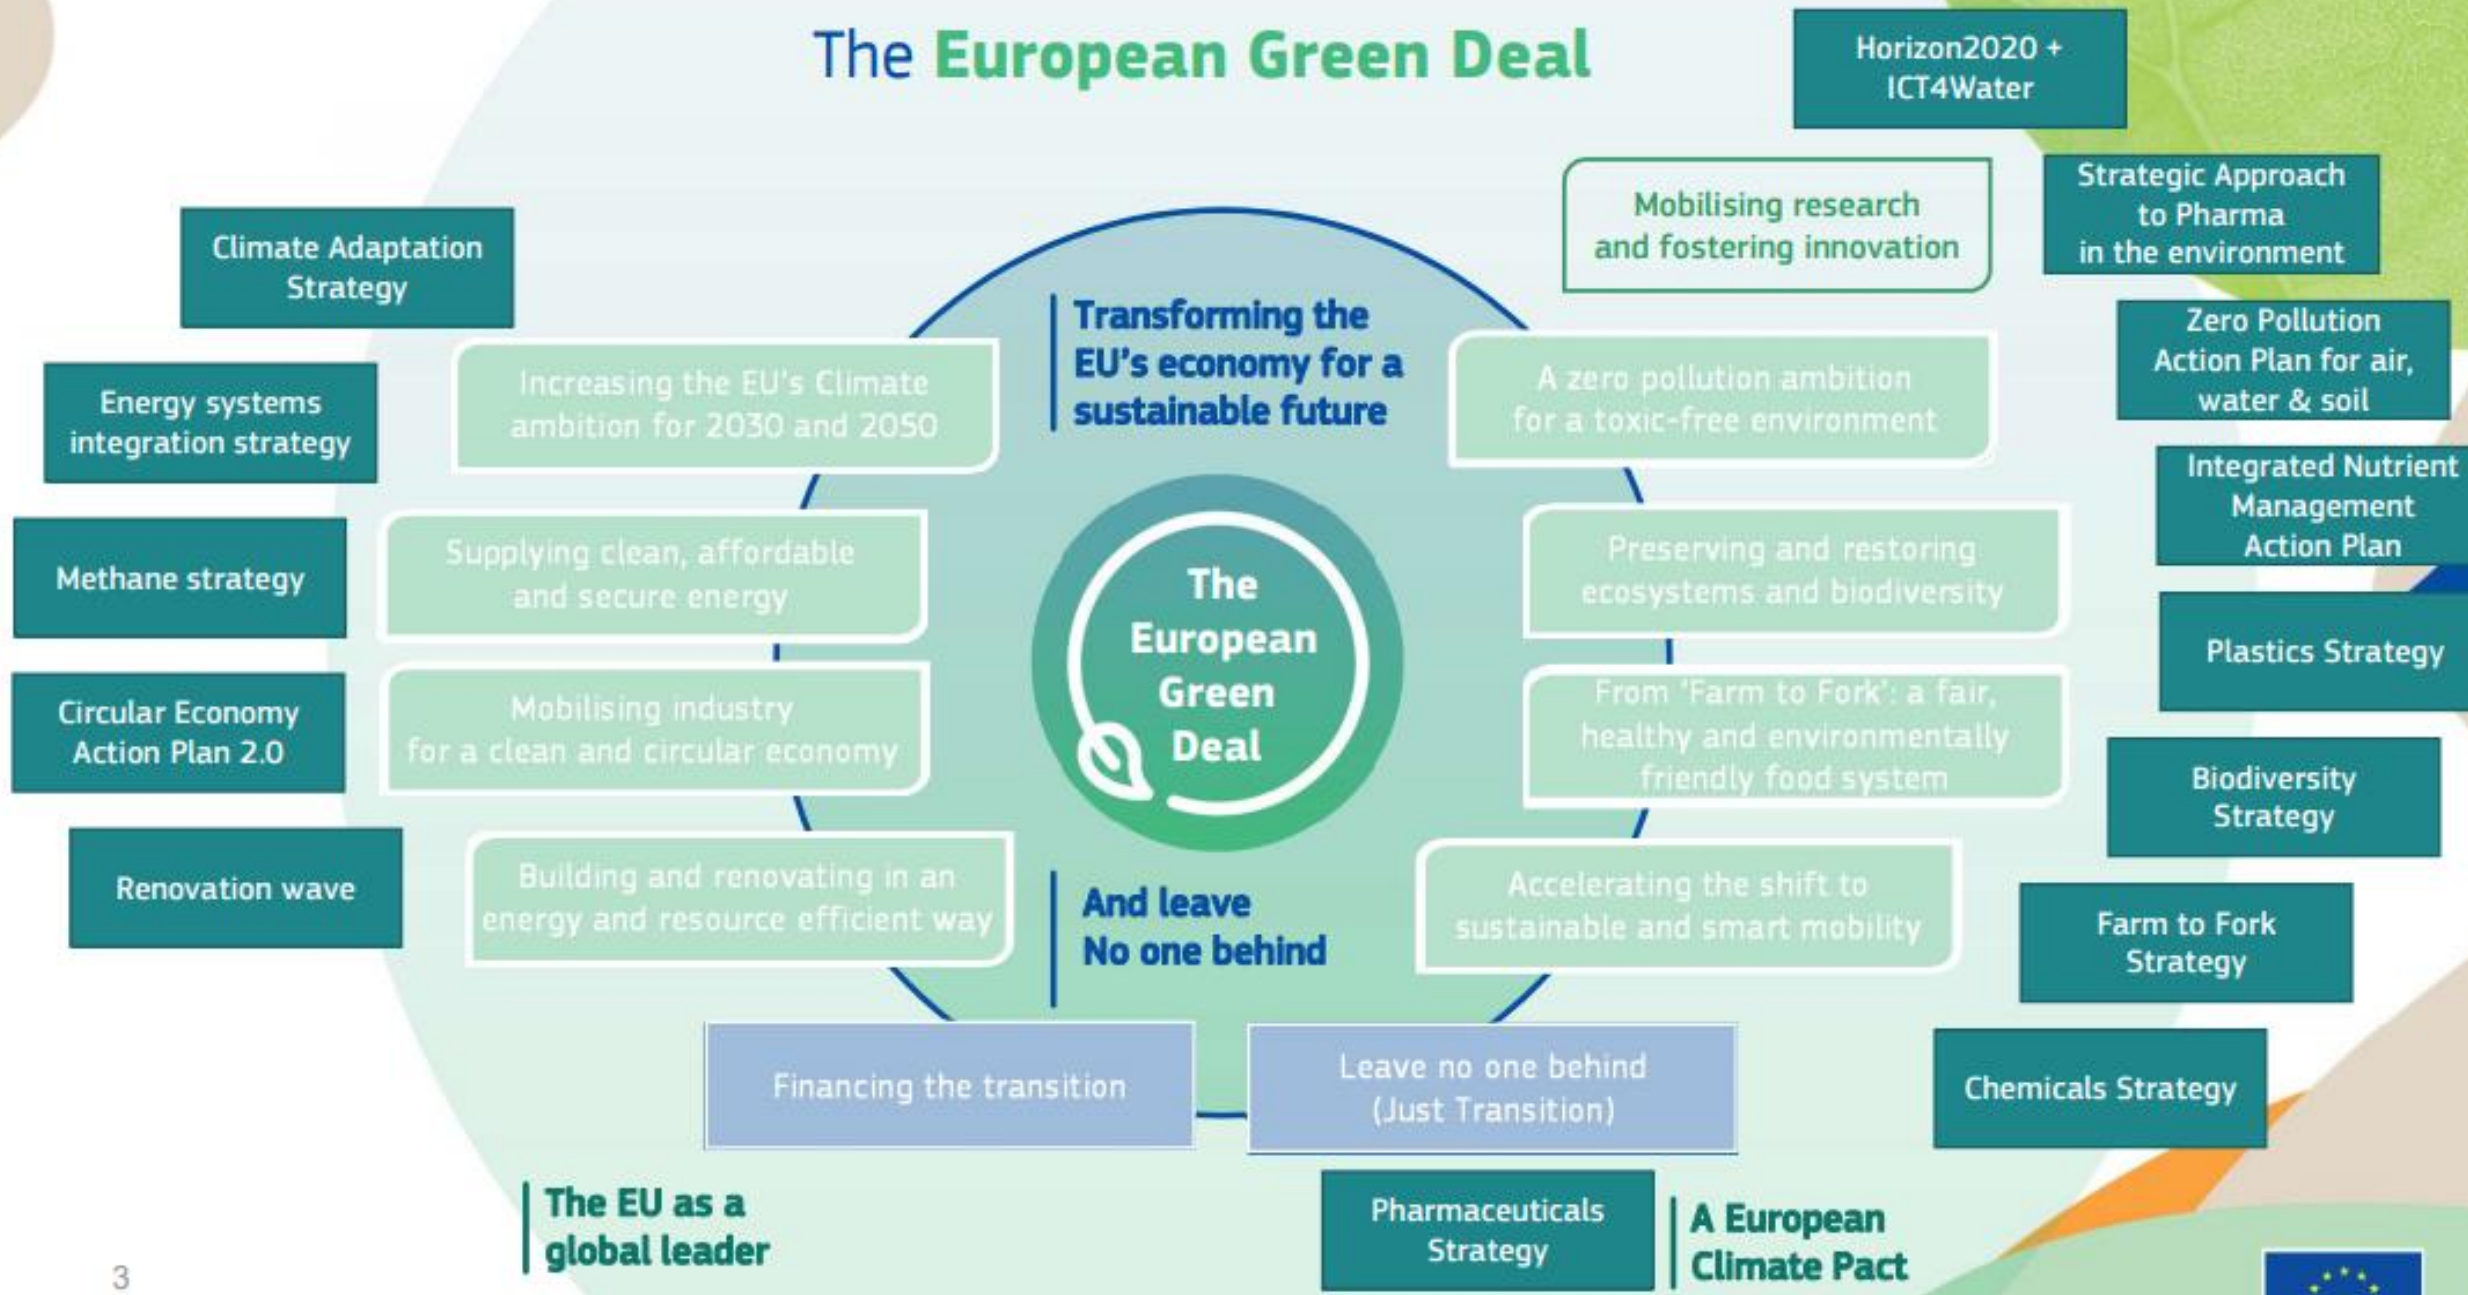 The European Green Deal
Horizon2020 +
ICT4Water
Mobilising research
and fostering innovation
Strategic Approach
to Pharma
in the environment
Climate Adaptation
Strategy
Transforming the
EU's economy for a
sustainable future
Zero Pollution
Action Plan for air,
water & soil
Energy systems
integration strategy
Increasing the EU's Climate
ambition for 2030 and 2050
A zero pollution ambition
for a toxic-free environment
Integrated Nutrient
Management
Action Plan
Methane strategy
Supplying clean, affordable
and secure energy
The
European
Green
Deal
Preserving and restoring
ecosystems and biodiversity
Plastics Strategy
Circular Economy
Action Plan 2.0
Mobilising industry
for a clean and circular economy
From 'Farm to Fork': a fair,
healthy and environmentally
friendly food system
Biodiversity
Strategy
Renovation wave
Building and renovating in an
energy and resource efficient way
And leave
No one behind
Accelerating the shift to
sustainable and smart mobility
Farm to Fork
Strategy
Financing the transition
Leave no one behind
(Just Transition)
Chemicals Strategy
The EU as a
global leader
Pharmaceuticals
Strategy
A European
Climate Pact
3